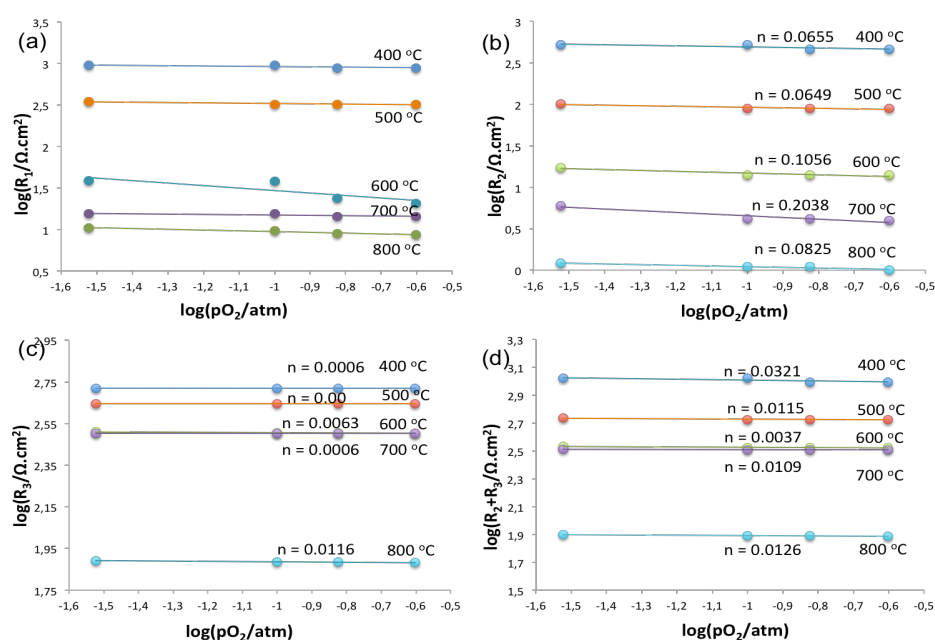 (a)
3,5
3
2,5
2
1,5
1
0,5
log(R1/Ω.cm²)
400 °C
500 °C
600 °C
700 °C
800 °C
-1,6 -1,5 -1,4 -1,3 -1,2 -1,1 -1 -0,9 -0,8 -0,7 -0,6 -0,5
log(pO₂/atm)
(b)
3
2,5
2
1,5
1
0,5
0
log(R₂/Ω.cm²)
n = 0.0655 400 °C
n = 0.0649 500 °C
n = 0.1056 600 °C
n = 0.2038 700 °C
n = 0.0825 800 °C
-1,6 -1,5 -1,4 -1,3 -1,2 -1,1 -1 -0,9 -0,8 -0,7 -0,6 -0,5
log(pO₂/atm)
(c)
2,95
2,75
2,55
2,35
2,15
1,95
1,75
log(R₃/Ω.cm²)
n = 0.0006 400 °C
n = 0.00 500 °C
n = 0.0063 600 °C
n = 0.0006 700 °C
n = 0.0116 800 °C
-1,6 -1,5 -1,4 -1,3 -1,2 -1,1 -1 -0,9 -0,8 -0,7 -0,6 -0,5
log(pO₂/atm)
(d)
3,3
3,1
2,9
2,7
2,5
2,3
2,1
1,9
1,7
1,5
log(R₂+R₃/Ω.cm²)
n = 0.0321 400 °C
n = 0.0115 500 °C
n = 0.0037 600 °C
n = 0.0109 700 °C
n = 0.0126 800 °C
-1,6 -1,5 -1,4 -1,3 -1,2 -1,1 -1 -0,9 -0,8 -0,7 -0,6 -0,5
log(pO₂/atm)